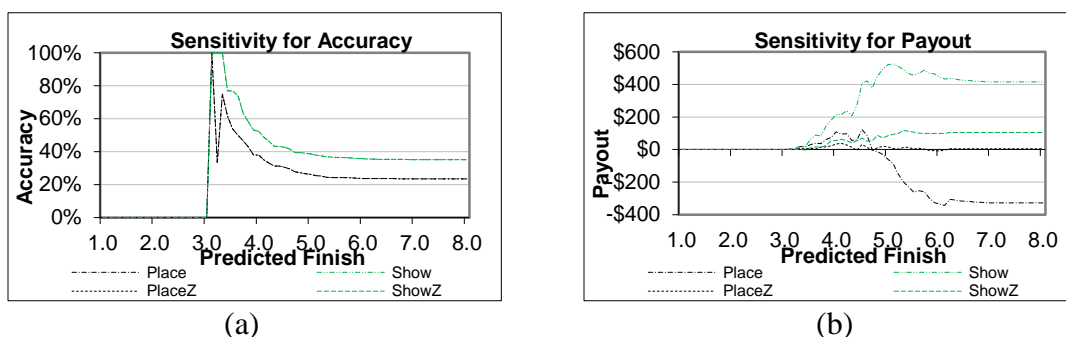 Sensitivity for Accuracy
100%
80%
60%
40%
20%
0%
Accuracy
1.0 2.0 3.0 4.0 5.0 6.0 7.0 8.0
Predicted Finish
Place Show
PlaceZ ShowZ
(a)
Sensitivity for Payout
$600
$400
$200
$0
-$200
-$400
Payout
1.0 2.0 3.0 4.0 5.0 6.0 7.0 8.0
Predicted Finish
Place Show
PlaceZ ShowZ
(b)